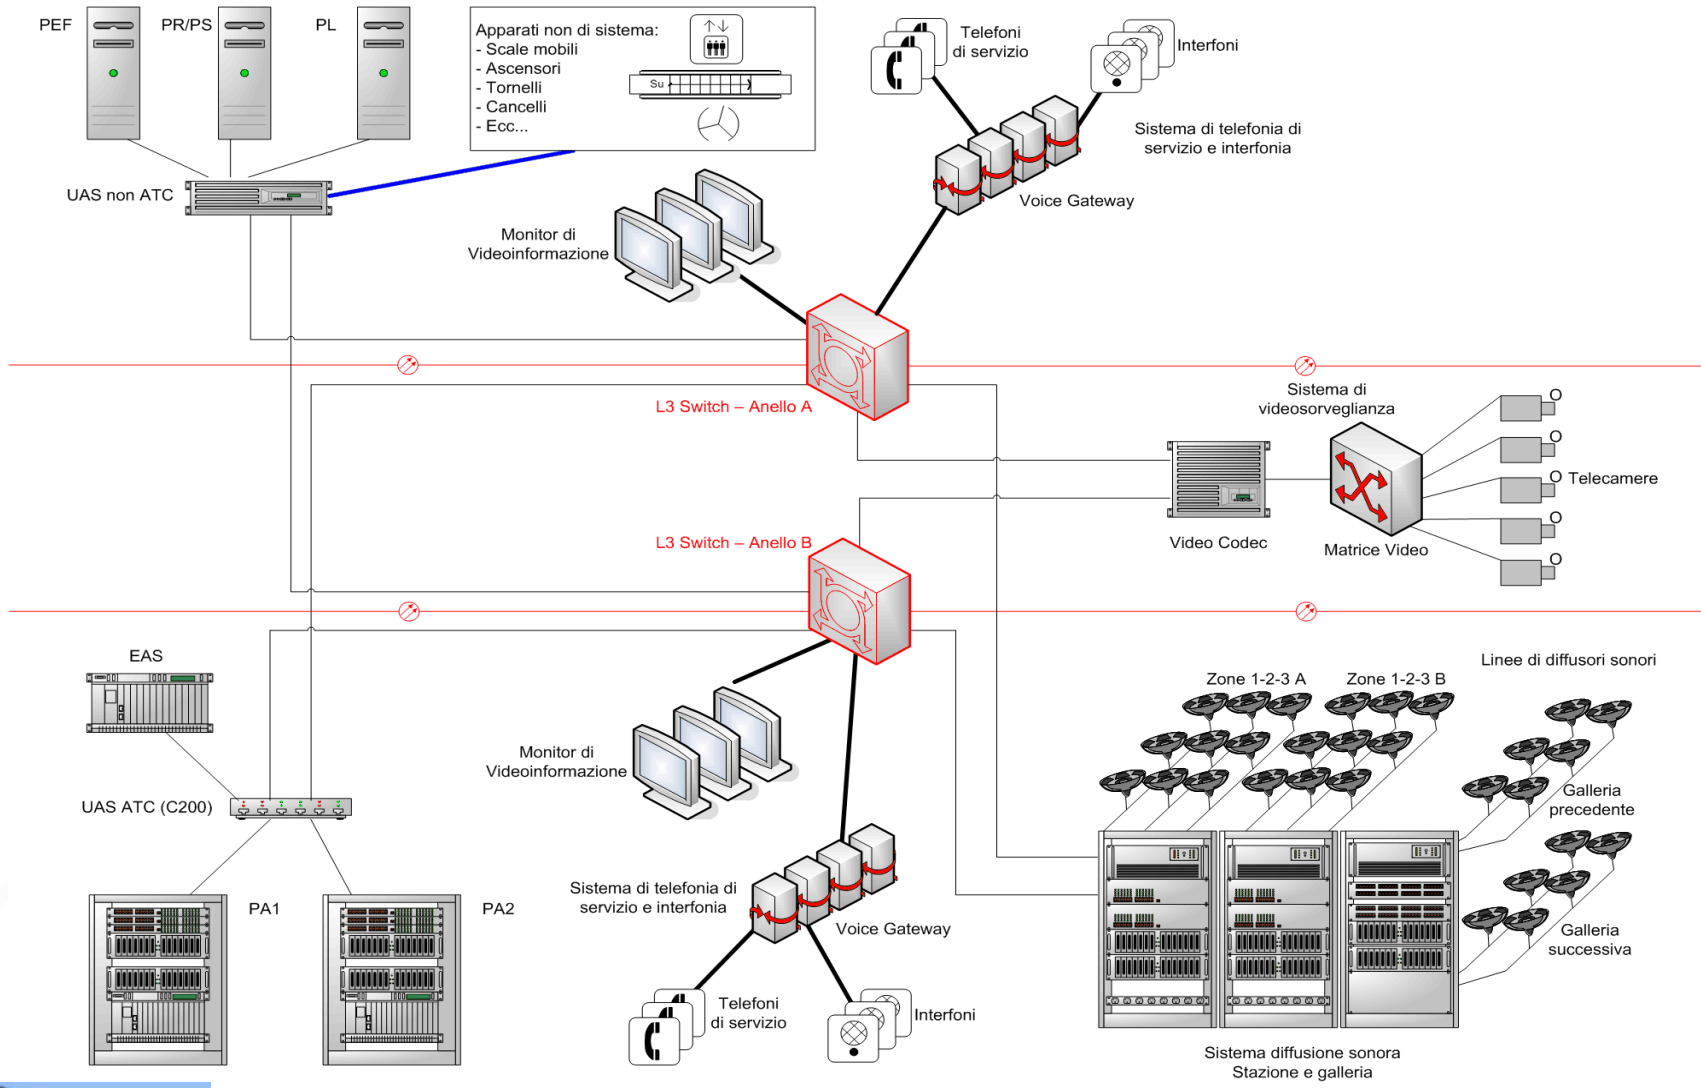 PEF
PR/PS
PL
Apparati non di sistema:
- Scale mobili
- Ascensori
- Tornelli
- Cancelli
- Ecc...
Su
Telefoni
di servizio
Interfoni
Sistema di telefonia di
servizio e interfonia
Voice Gateway
UAS non ATC
Monitor di
Videoinformazione
L3 Switch – Anello A
Sistema di
videosorveglianza
Telecamere
Video Codec
Matrice Video
L3 Switch – Anello B
EAS
UAS ATC (C200)
PA1
PA2
Monitor di
Videoinformazione
Sistema di telefonia di
servizio e interfonia
Voice Gateway
Telefoni
di servizio
Interfoni
Linee di diffusori sonori
Zone 1-2-3 A
Zone 1-2-3 B
Galleria
precedente
Galleria
successiva
Sistema diffusione sonora
Stazione e galleria